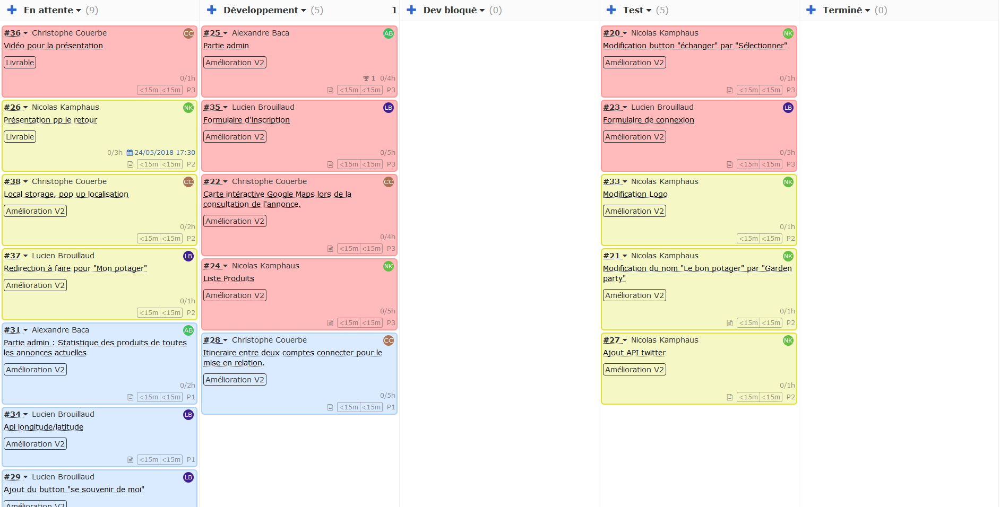 En attente (9)
#36 Christophe Couerbe CC
Vidéo pour la présentation
Livrable
0/1h
<15m <15m P3
#26 Nicolas Kamphaus NK
Présentation pp le retour
Livrable
0/3h 24/05/2018 17:30
<15m <15m P2
#38 Christophe Couerbe CC
Local storage, pop up localisation
Amélioration V2
0/2h
<15m <15m P2
#37 Lucien Brouillaud LB
Redirection à faire pour "Mon potager"
Amélioration V2
0/1h
<15m <15m P2
#31 Alexandre Baca AB
Partie admin : Statistique des produits de toutes
les annonces actuelles
Amélioration V2
0/2h
<15m <15m P1
#34 Lucien Brouillaud LB
Api longitude/latitude
Amélioration V2
<15m <15m P1
#29 Lucien Brouillaud LB
Ajout du button "se souvenir de moi"
Amélioration V2
Développement (5) 1
#25 Alexandre Baca AB
Partie admin
Amélioration V2
1 0/4h
<15m <15m P3
#35 Lucien Brouillaud LB
Formulaire d'inscription
Amélioration V2
0/5h
<15m <15m P3
#22 Christophe Couerbe CC
Carte intéractive Google Maps lors de la
consultation de l'annonce.
Amélioration V2
0/4h
<15m <15m P3
#24 Nicolas Kamphaus NK
Liste Produits
Amélioration V2
0/5h
<15m <15m P3
#28 Christophe Couerbe CC
Itineraire entre deux comptes connecter pour le
mise en relation.
Amélioration V2
0/5h
<15m <15m P1
Dev bloqué (0)
Test (5)
#20 Nicolas Kamphaus NK
Modification button "échanger" par "Sélectionner"
Amélioration V2
0/1h
<15m <15m P3
#23 Lucien Brouillaud LB
Formulaire de connexion
Amélioration V2
0/5h
<15m <15m P3
#33 Nicolas Kamphaus NK
Modification Logo
Amélioration V2
0/1h
<15m <15m P2
#21 Nicolas Kamphaus NK
Modification du nom "Le bon potager" par "Garden
party"
Amélioration V2
0/1h
<15m <15m P2
#27 Nicolas Kamphaus NK
Ajout API twitter
Amélioration V2
0/1h
<15m <15m P2
Terminé (0)